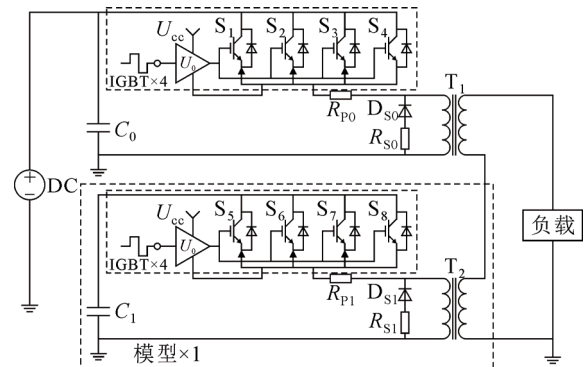 U_cc S_1 S_2 S_3 S_4
U_0
IGBT×4
T_1
R_P0 D_S0
C_0
R_S0
DC
U_cc S_5 S_6 S_7 S_8
U_0
IGBT×4
负载
T_2
R_P1 D_S1
C_1
R_S1
模型×1